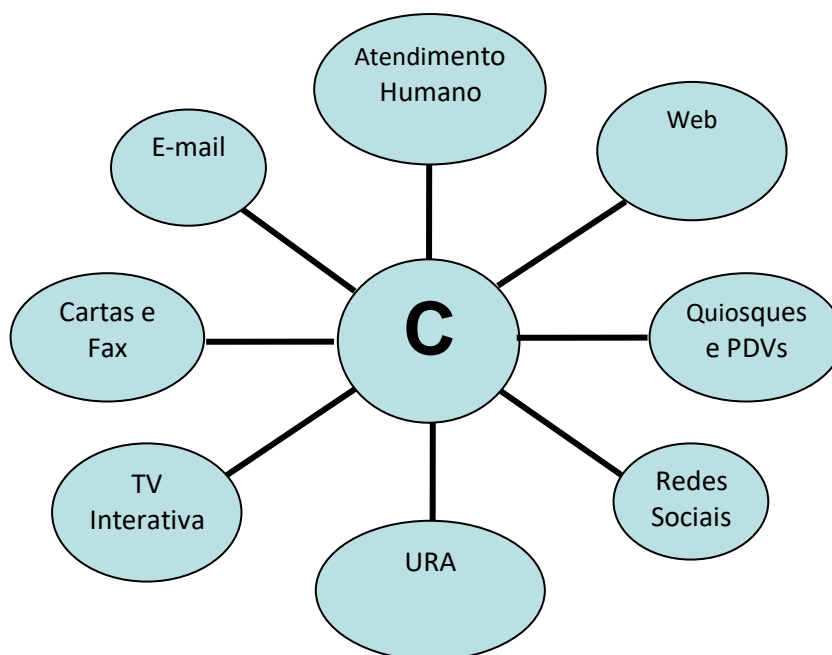 Atendimento
Humano
E-mail
Web
Cartas e
Fax
C
Quiosques
e PDVs
TV
Interativa
Redes
Sociais
URA